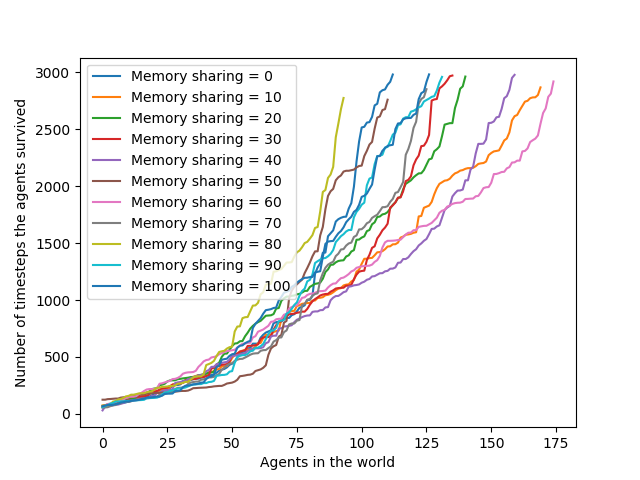 3000
2500
2000
1500
1000
500
0
Number of timesteps the agents survived
Memory sharing = 0
Memory sharing = 10
Memory sharing = 20
Memory sharing = 30
Memory sharing = 40
Memory sharing = 50
Memory sharing = 60
Memory sharing = 70
Memory sharing = 80
Memory sharing = 90
Memory sharing = 100
0 25 50 75 100 125 150 175
Agents in the world